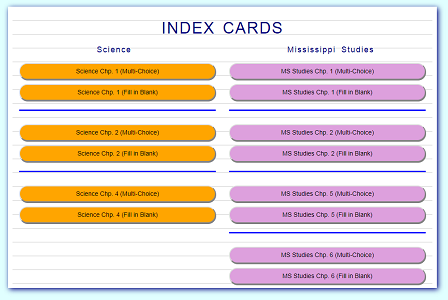 INDEX CARDS
Science
Science Chp. 1 (Multi-Choice)
Science Chp. 1 (Fill in Blank)
Science Chp. 2 (Multi-Choice)
Science Chp. 2 (Fill in Blank)
Science Chp. 4 (Multi-Choice)
Science Chp. 4 (Fill in Blank)
Mississippi Studies
MS Studies Chp. 1 (Multi-Choice)
MS Studies Chp. 1 (Fill in Blank)
MS Studies Chp. 2 (Multi-Choice)
MS Studies Chp. 2 (Fill in Blank)
MS Studies Chp. 5 (Multi-Choice)
MS Studies Chp. 5 (Fill in Blank)
MS Studies Chp. 6 (Multi-Choice)
MS Studies Chp. 6 (Fill in Blank)